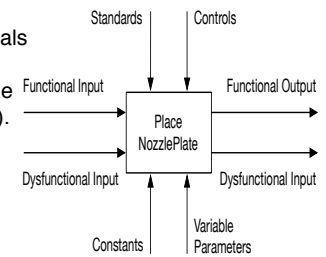 Standards
Controls
als
Functional Input
Functional Output
e
).
Place
NozzlePlate
Dysfunctional Input
Dysfunctional Input
Variable
Constants
Parameters